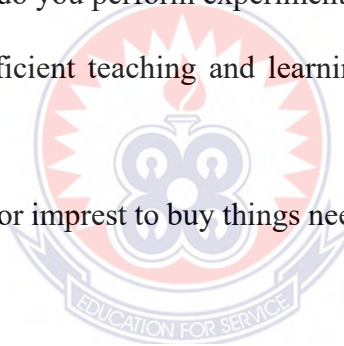 do you perform experiment
ficient teaching and learnin
or imprest to buy things nee
EDUCATION FOR SERVICE